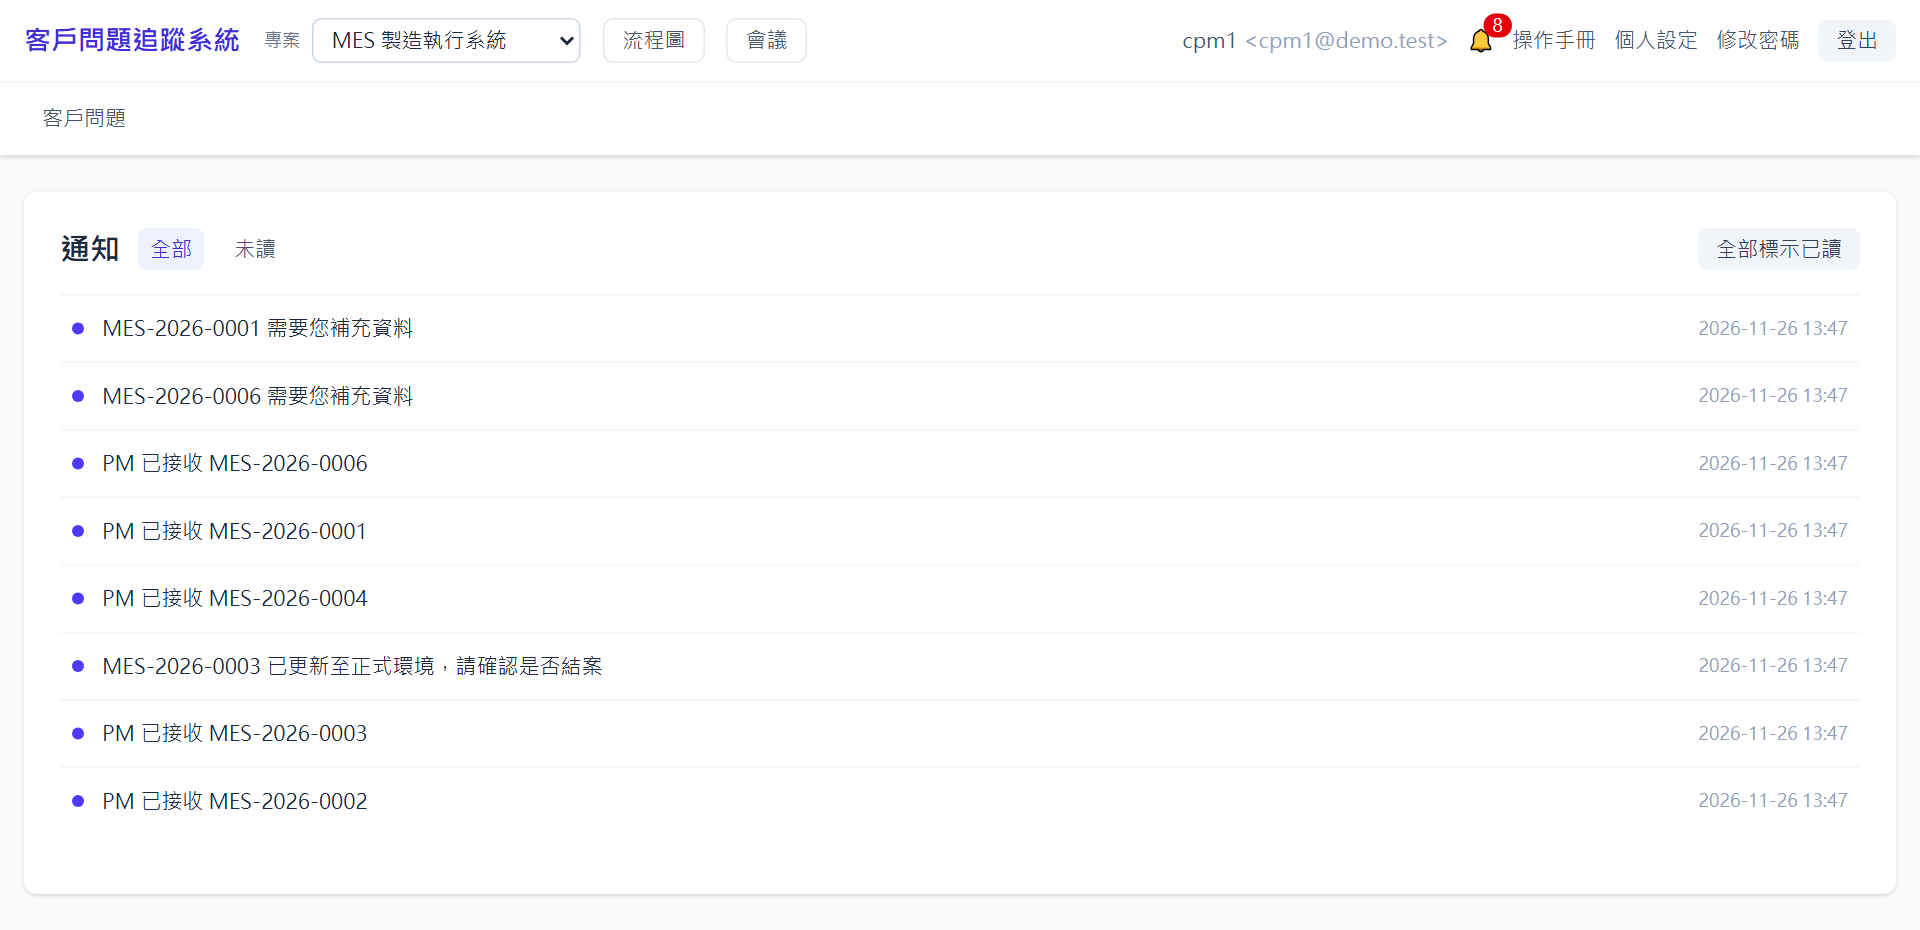 客戶問題追蹤系統 專案 MES 製造執行系統 流程圖 會議 cpm1 <cpm1@demo.test> 8 操作手冊 個人設定 修改密碼 登出
客戶問題
通知 全部 未讀 全部標示已讀
MES-2026-0001 需要您補充資料 2026-11-26 13:47
MES-2026-0006 需要您補充資料 2026-11-26 13:47
PM 已接收 MES-2026-0006 2026-11-26 13:47
PM 已接收 MES-2026-0001 2026-11-26 13:47
PM 已接收 MES-2026-0004 2026-11-26 13:47
MES-2026-0003 已更新至正式環境，請確認是否結案 2026-11-26 13:47
PM 已接收 MES-2026-0003 2026-11-26 13:47
PM 已接收 MES-2026-0002 2026-11-26 13:47